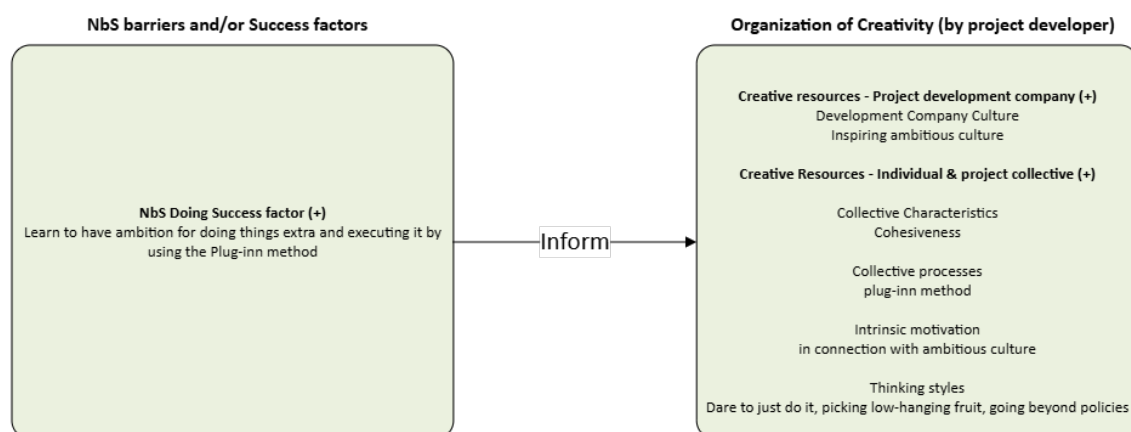 NbS barriers and/or Success factors
Organization of Creativity (by project developer)
NbS Doing Success factor (+)
Learn to have ambition for doing things extra and executing it by
using the Plug-inn method
Inform
Creative resources - Project development company (+)
Development Company Culture
Inspiring ambitious culture
Creative Resources - Individual & project collective (+)
Collective Characteristics
Cohesiveness
Collective processes
plug-inn method
Intrinsic motivation
in connection with ambitious culture
Thinking styles
Dare to just do it, picking low-hanging fruit, going beyond policies